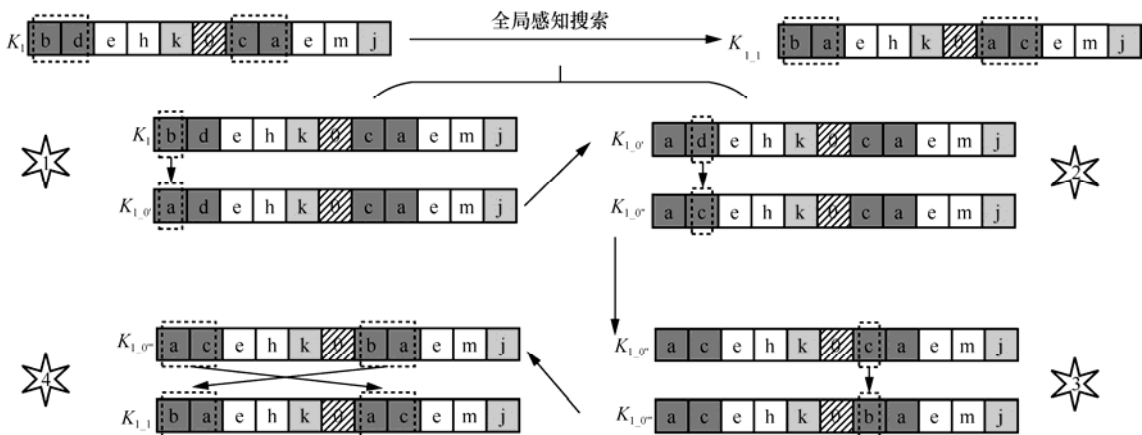 全局感知搜索
K₁ b d e h k 0 c a e m j
K₁_₁ b a e h k 0 a c e m j
1
K₁ b d e h k 0 c a e m j
K₁_₀′ a d e h k 0 c a e m j
K₁_₀′ a d e h k 0 c a e m j
K₁_₀″ a c e h k 0 c a e m j
2
K₁_₀‴ a c e h k 0 b a e m j
K₁_₁ b a e h k 0 a c e m j
4
K₁_₀″ a c e h k 0 c a e m j
K₁_₀‴ a c e h k 0 b a e m j
3